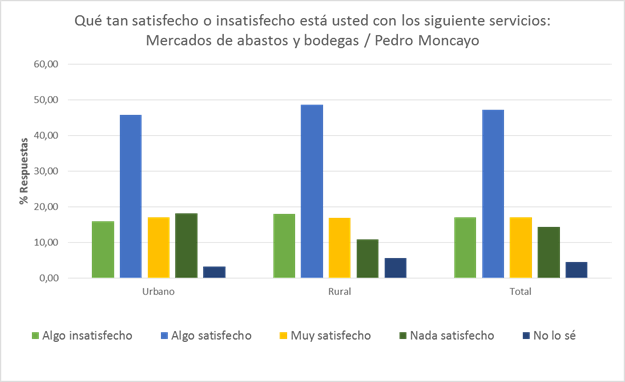 Qué tan satisfecho o insatisfecho está usted con los siguiente servicios:
Mercados de abastos y bodegas / Pedro Moncayo
60,00
50,00
40,00
30,00
20,00
10,00
0,00
% Respuestas
Urbano Rural Total
Algo insatisfecho Algo satisfecho Muy satisfecho Nada satisfecho No lo sé